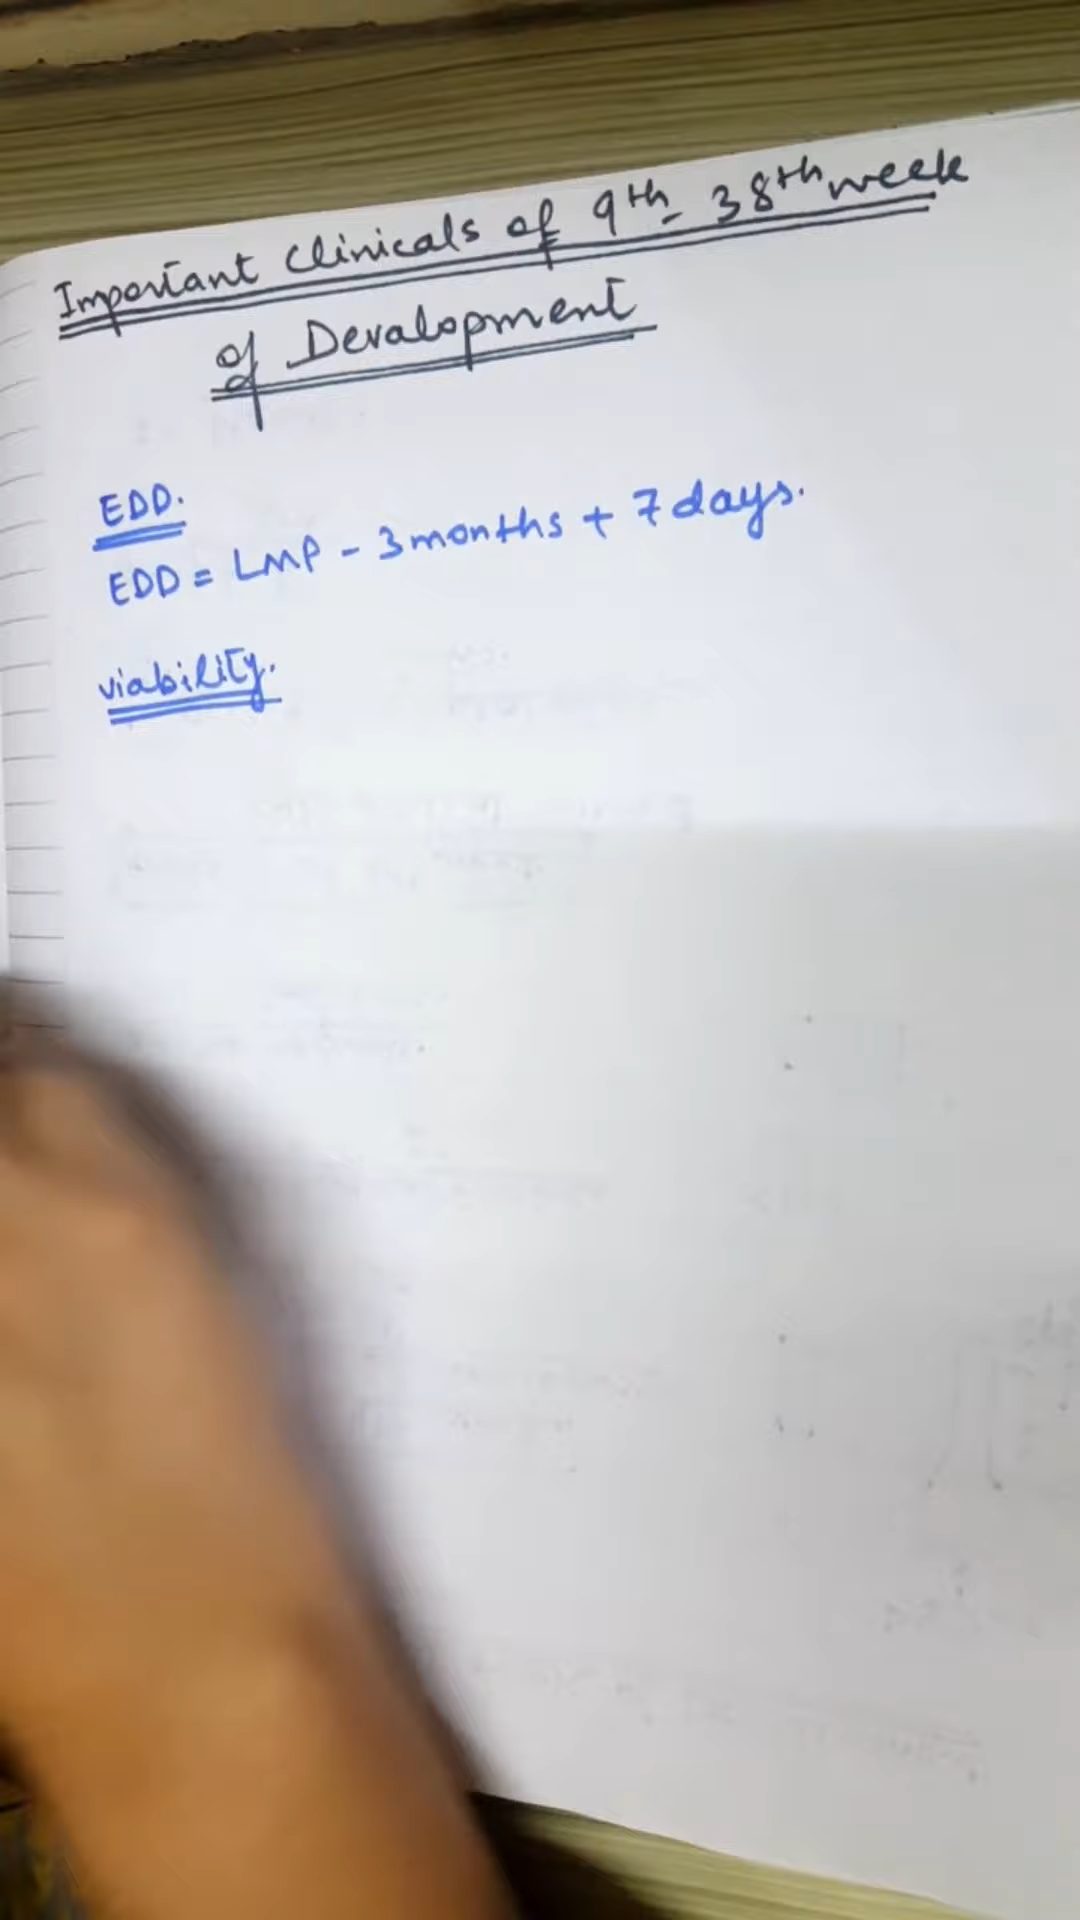 Important Clinicals of 9th - 38th week
of Devalopment
EDD.
EDD = LMP - 3 months + 7 days.
viability.